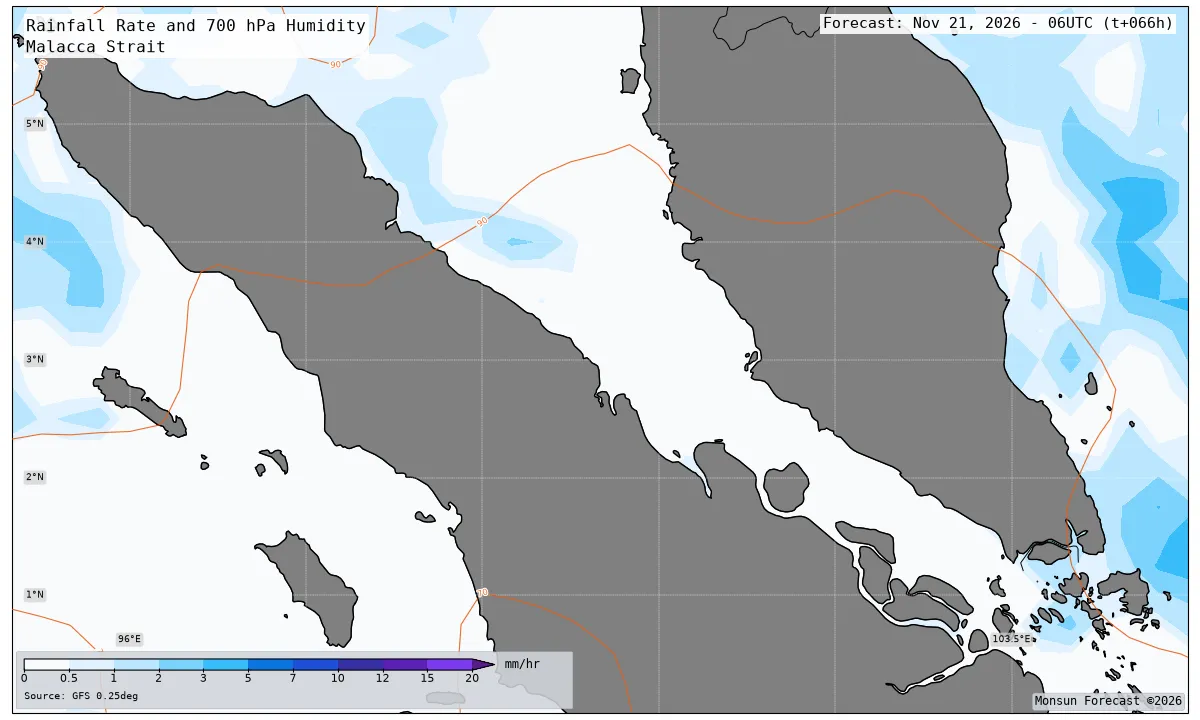 Rainfall Rate and 700 hPa Humidity
Malacca Strait
Forecast: Nov 21, 2026 - 06UTC (t+066h)
90
5°N
90
4°N
3°N
2°N
1°N
70
96°E
103.5°E
mm/hr
0 0.5 1 2 3 5 7 10 12 15 20
Source: GFS 0.25deg
Monsun Forecast ©2026